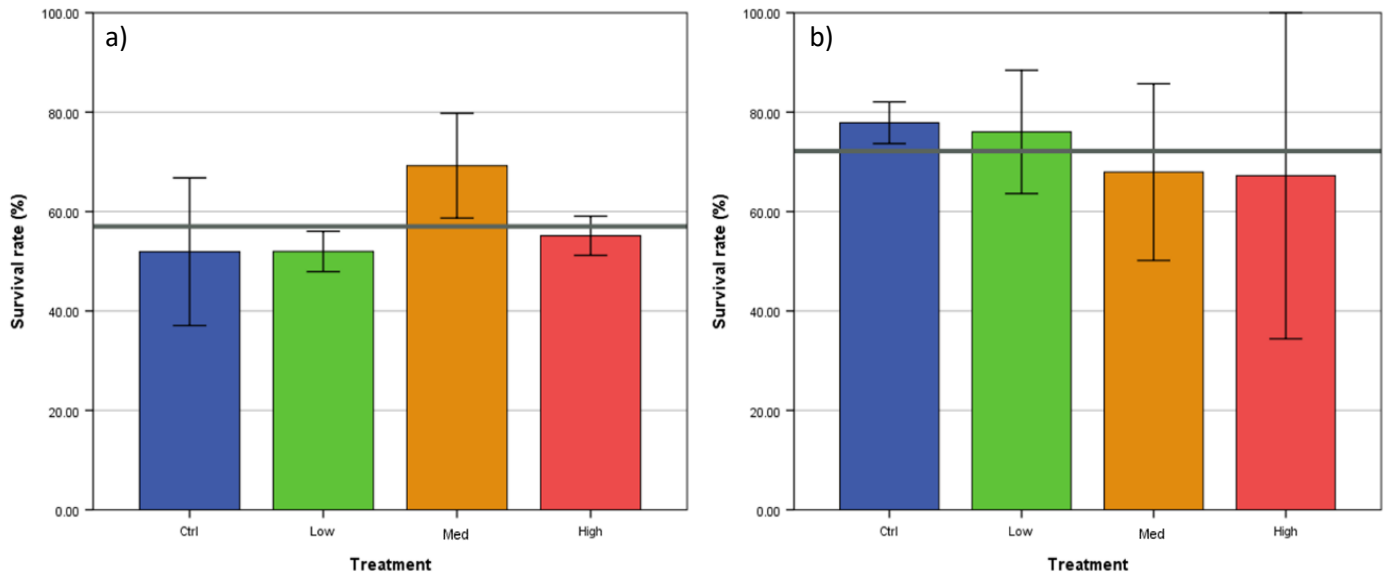 a)
Survival rate (%)
100.00
80.00
60.00
40.00
20.00
0.00
Ctrl Low Med High
Treatment
b)
Survival rate (%)
100.00
80.00
60.00
40.00
20.00
0.00
Ctrl Low Med High
Treatment